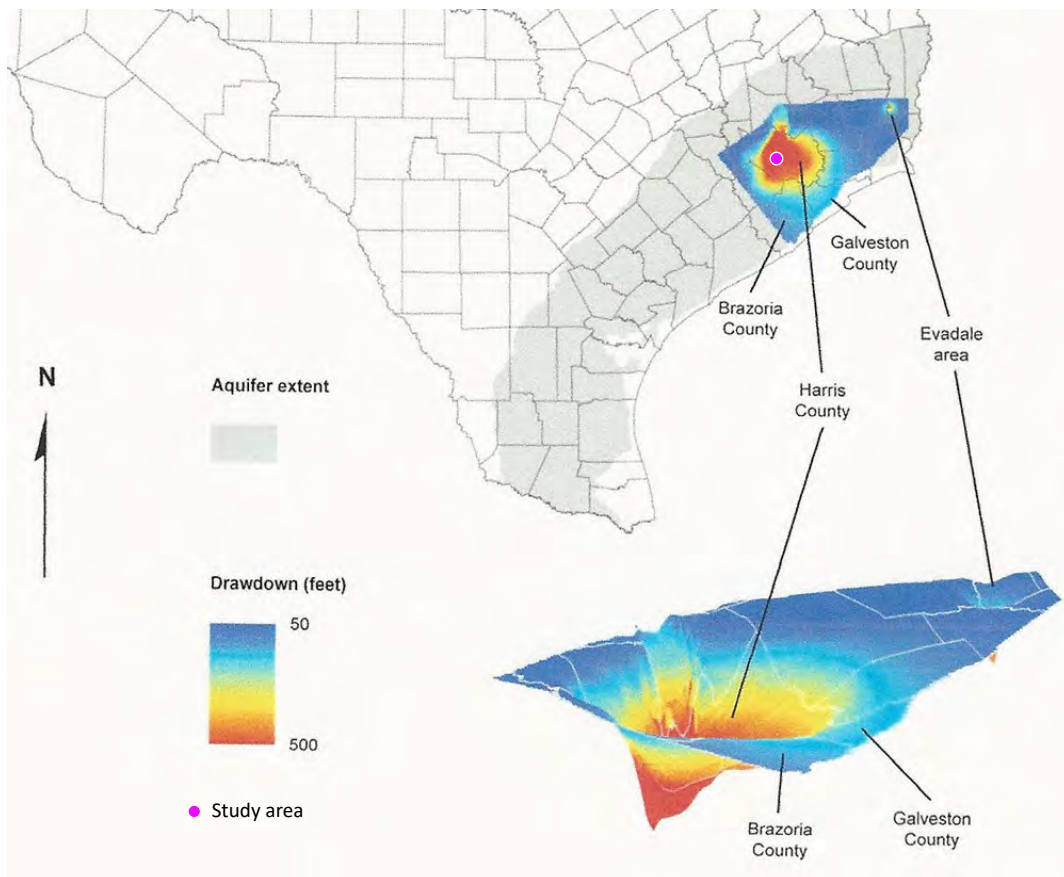 Galveston
County
Brazoria
County
Evadale
area
N
Aquifer extent
Harris
County
Drawdown (feet)
50
500
Study area
Galveston
County
Brazoria
County